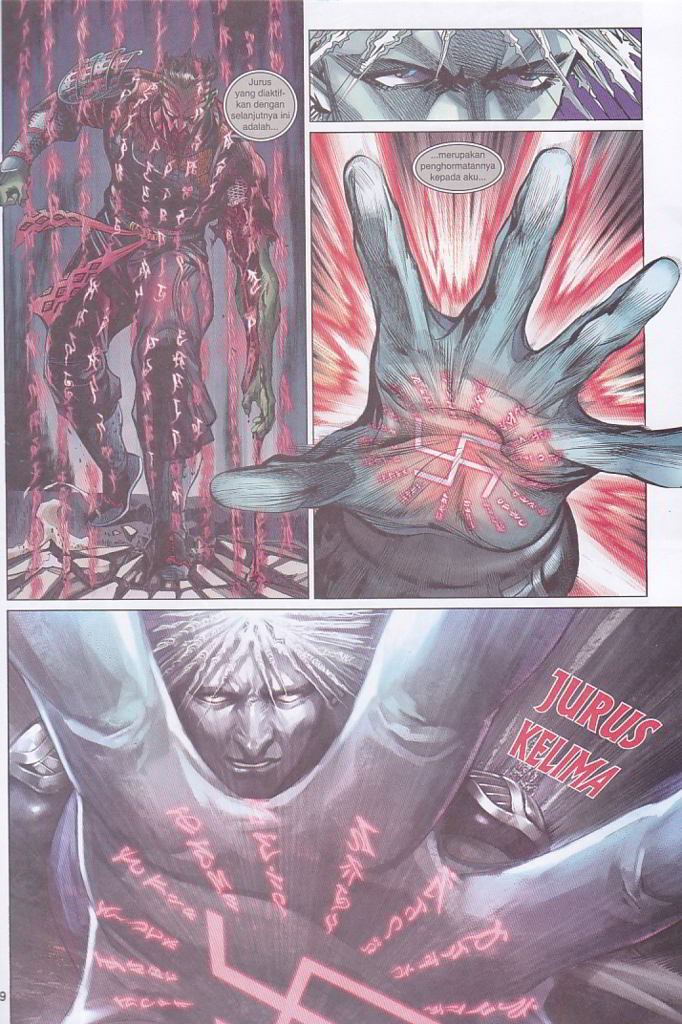 Jurus
yang diaktif-
kan dengan
selanjutnya ini
adalah...
...merupakan
penghormatannya
kepada aku...
JURUS
KELIMA
9